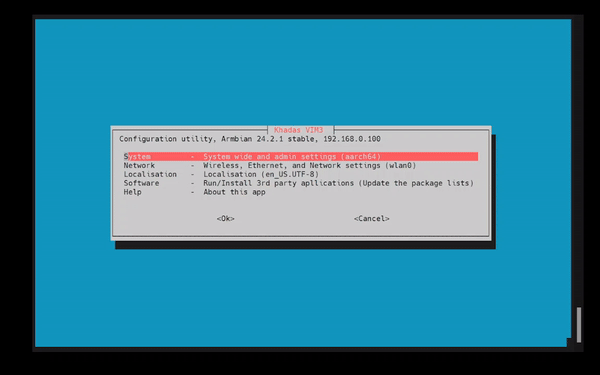 Khadas VIM3
Configuration utility, Armbian 24.2.1 stable, 192.168.0.100
System - System wide and admin settings (aarch64)
Network - Wireless, Ethernet, and Network settings (wlan0)
Localisation - Localisation (en_US.UTF-8)
Software - Run/Install 3rd party apllications (Update the package lists)
Help - About this app
<Ok> <Cancel>